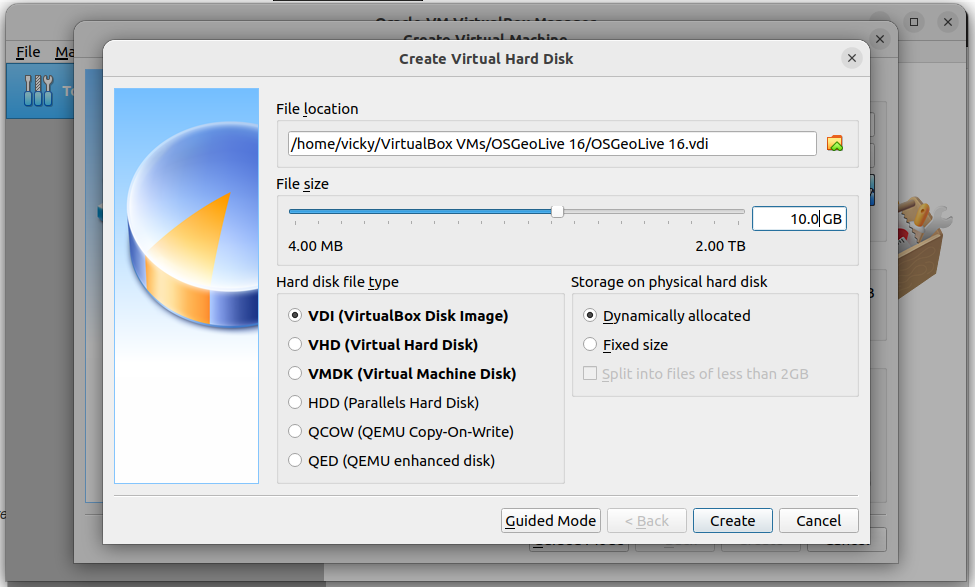 Oracle VM VirtualBox Manager
Create Virtual Machine
File Ma
Create Virtual Hard Disk
To
File location
/home/vicky/VirtualBox VMs/OSGeoLive 16/OSGeoLive 16.vdi
File size
10.0 GB
4.00 MB 2.00 TB
Hard disk file type Storage on physical hard disk
VDI (VirtualBox Disk Image) Dynamically allocated
VHD (Virtual Hard Disk) Fixed size
VMDK (Virtual Machine Disk) Split into files of less than 2GB
HDD (Parallels Hard Disk)
QCOW (QEMU Copy-On-Write)
QED (QEMU enhanced disk)
Guided Mode < Back Create Cancel